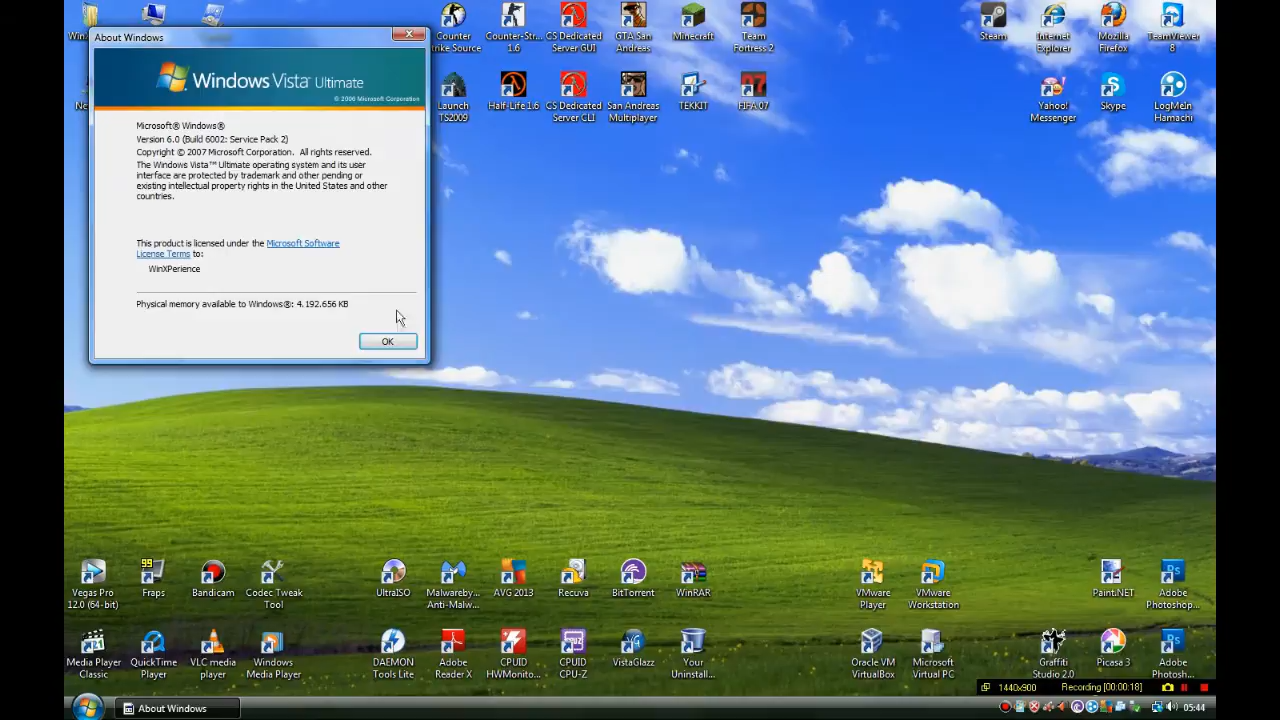 About Windows
Windows Vista™ Ultimate
© 2006 Microsoft Corporation
Microsoft® Windows®
Version 6.0 (Build 6002: Service Pack 2)
Copyright © 2007 Microsoft Corporation. All rights reserved.
The Windows Vista™ Ultimate operating system and its user
interface are protected by trademark and other pending or
existing intellectual property rights in the United States and other
countries.
This product is licensed under the Microsoft Software
License Terms to:
WinXPerience
Physical memory available to Windows®: 4.192.656 KB
OK
Counter
trike Source
Counter-Str...
1.6
CS Dedicated
Server GUI
GTA San
Andreas
Minecraft
Team
Fortress 2
Steam
Internet
Explorer
Mozilla
Firefox
TeamViewer
8
Launch
TS2009
Half-Life 1.6
CS Dedicated
Server CLI
San Andreas
Multiplayer
TEKKIT
07
FIFA 07
Yahoo!
Messenger
Skype
LogMeIn
Hamachi
Vegas Pro
12.0 (64-bit)
99
Fraps
Bandicam
Codec Tweak
Tool
UltraISO
Malwareby...
Anti-Malw...
AVG 2013
Recuva
BitTorrent
WinRAR
VMware
Player
VMware
Workstation
Paint.NET
Ps
Adobe
Photoshop...
Media Player
Classic
QuickTime
Player
VLC media
player
Windows
Media Player
DAEMON
Tools Lite
Adobe
Reader X
CPUID
HWMonito...
CPUID
CPU-Z
VistaGlazz
Your
Uninstall...
Oracle VM
VirtualBox
Microsoft
Virtual PC
Graffiti
Studio 2.0
Picasa 3
Ps
Adobe
Photosh...
1440x900
Recording [00:00:18]
About Windows
05:44